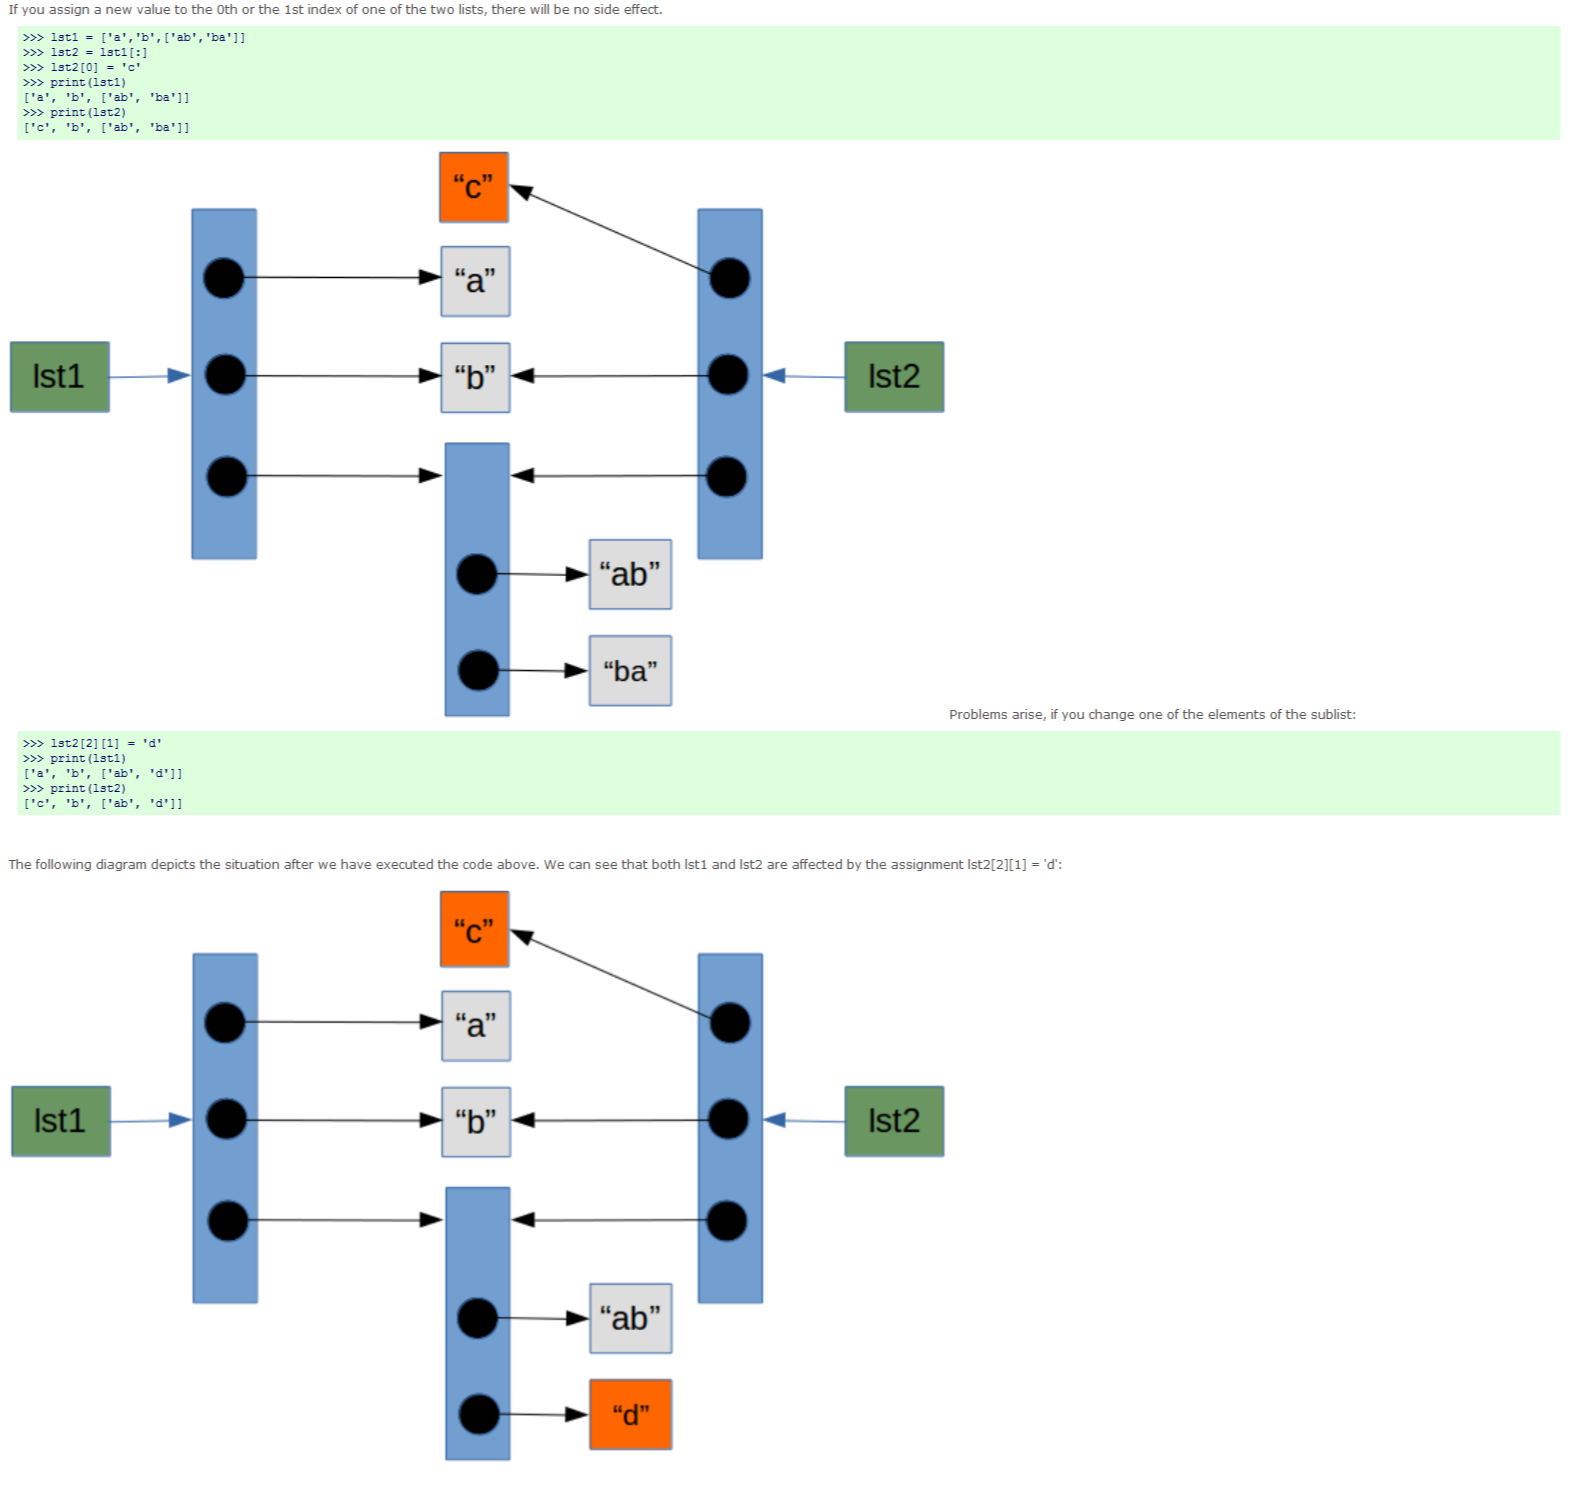 If you assign a new value to the 0th or the 1st index of one of the two lists, there will be no side effect.
>>> lst1 = ['a','b',['ab','ba']]
>>> lst2 = lst1[:]
>>> lst2[0] = 'c'
>>> print(lst1)
['a', 'b', ['ab', 'ba']]
>>> print(lst2)
['c', 'b', ['ab', 'ba']]
“c”
“a”
lst1
“b”
lst2
“ab”
“ba”
Problems arise, if you change one of the elements of the sublist:
>>> lst2[2][1] = 'd'
>>> print(lst1)
['a', 'b', ['ab', 'd']]
>>> print(lst2)
['c', 'b', ['ab', 'd']]
The following diagram depicts the situation after we have executed the code above. We can see that both lst1 and lst2 are affected by the assignment lst2[2][1] = 'd':
“c”
“a”
lst1
“b”
lst2
“ab”
“d”